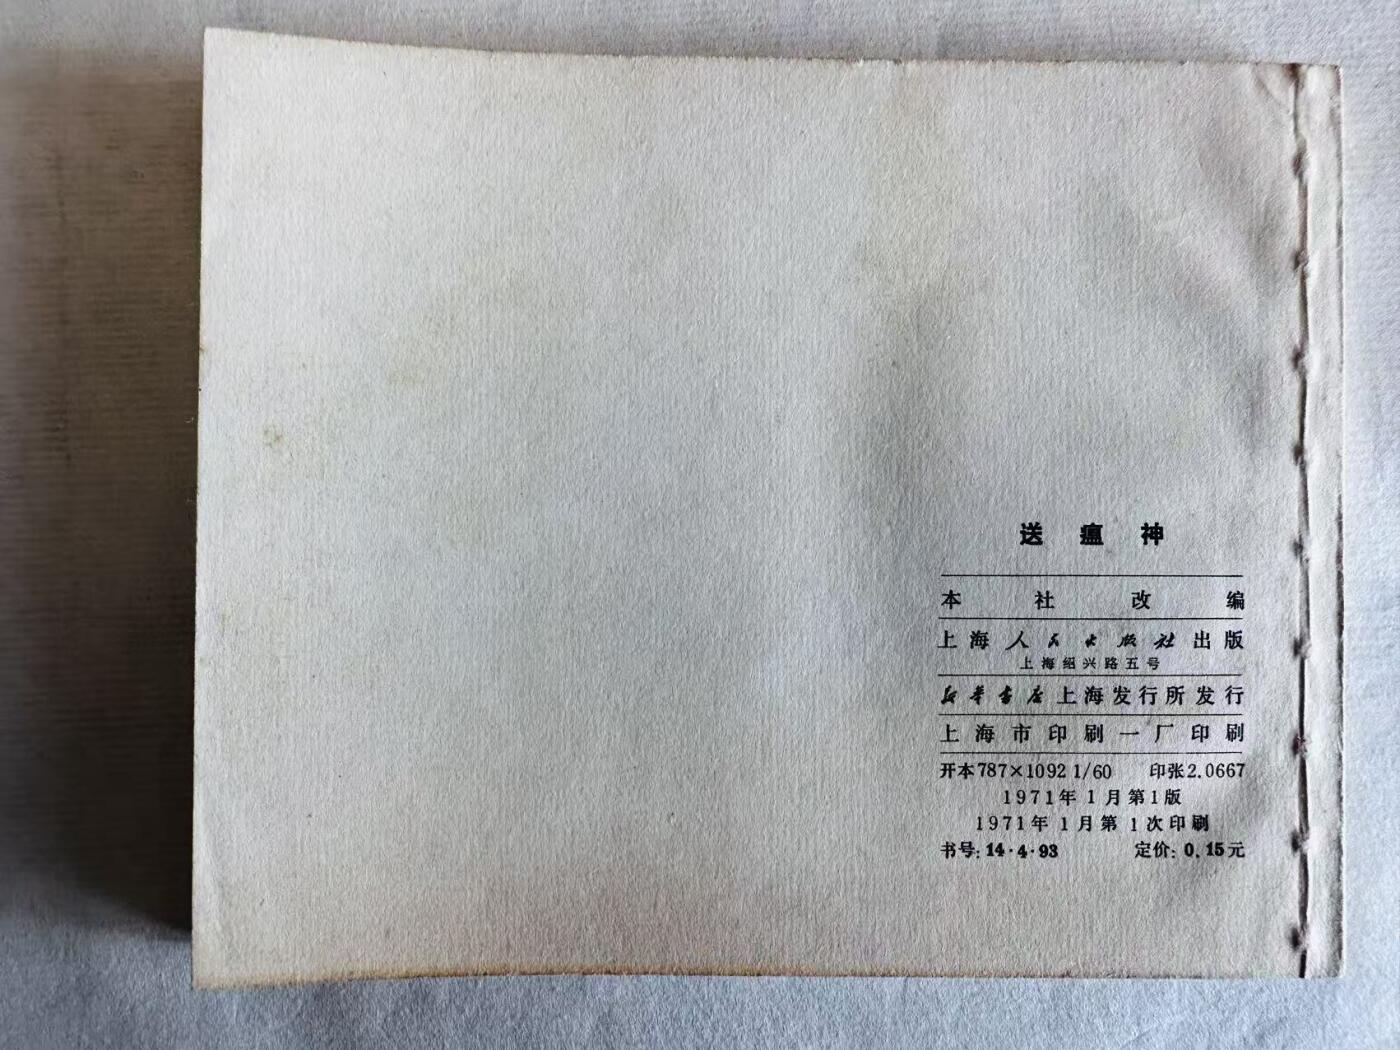 送瘟神
本社改编
上海人民出版社出版
上海绍兴路五号
新华书店上海发行所发行
上海市印刷一厂印刷
开本787×1092 1/60 印张2.0667
1971年1月第1版
1971年1月第1次印刷
书号:14·4·93 定价:0.15元